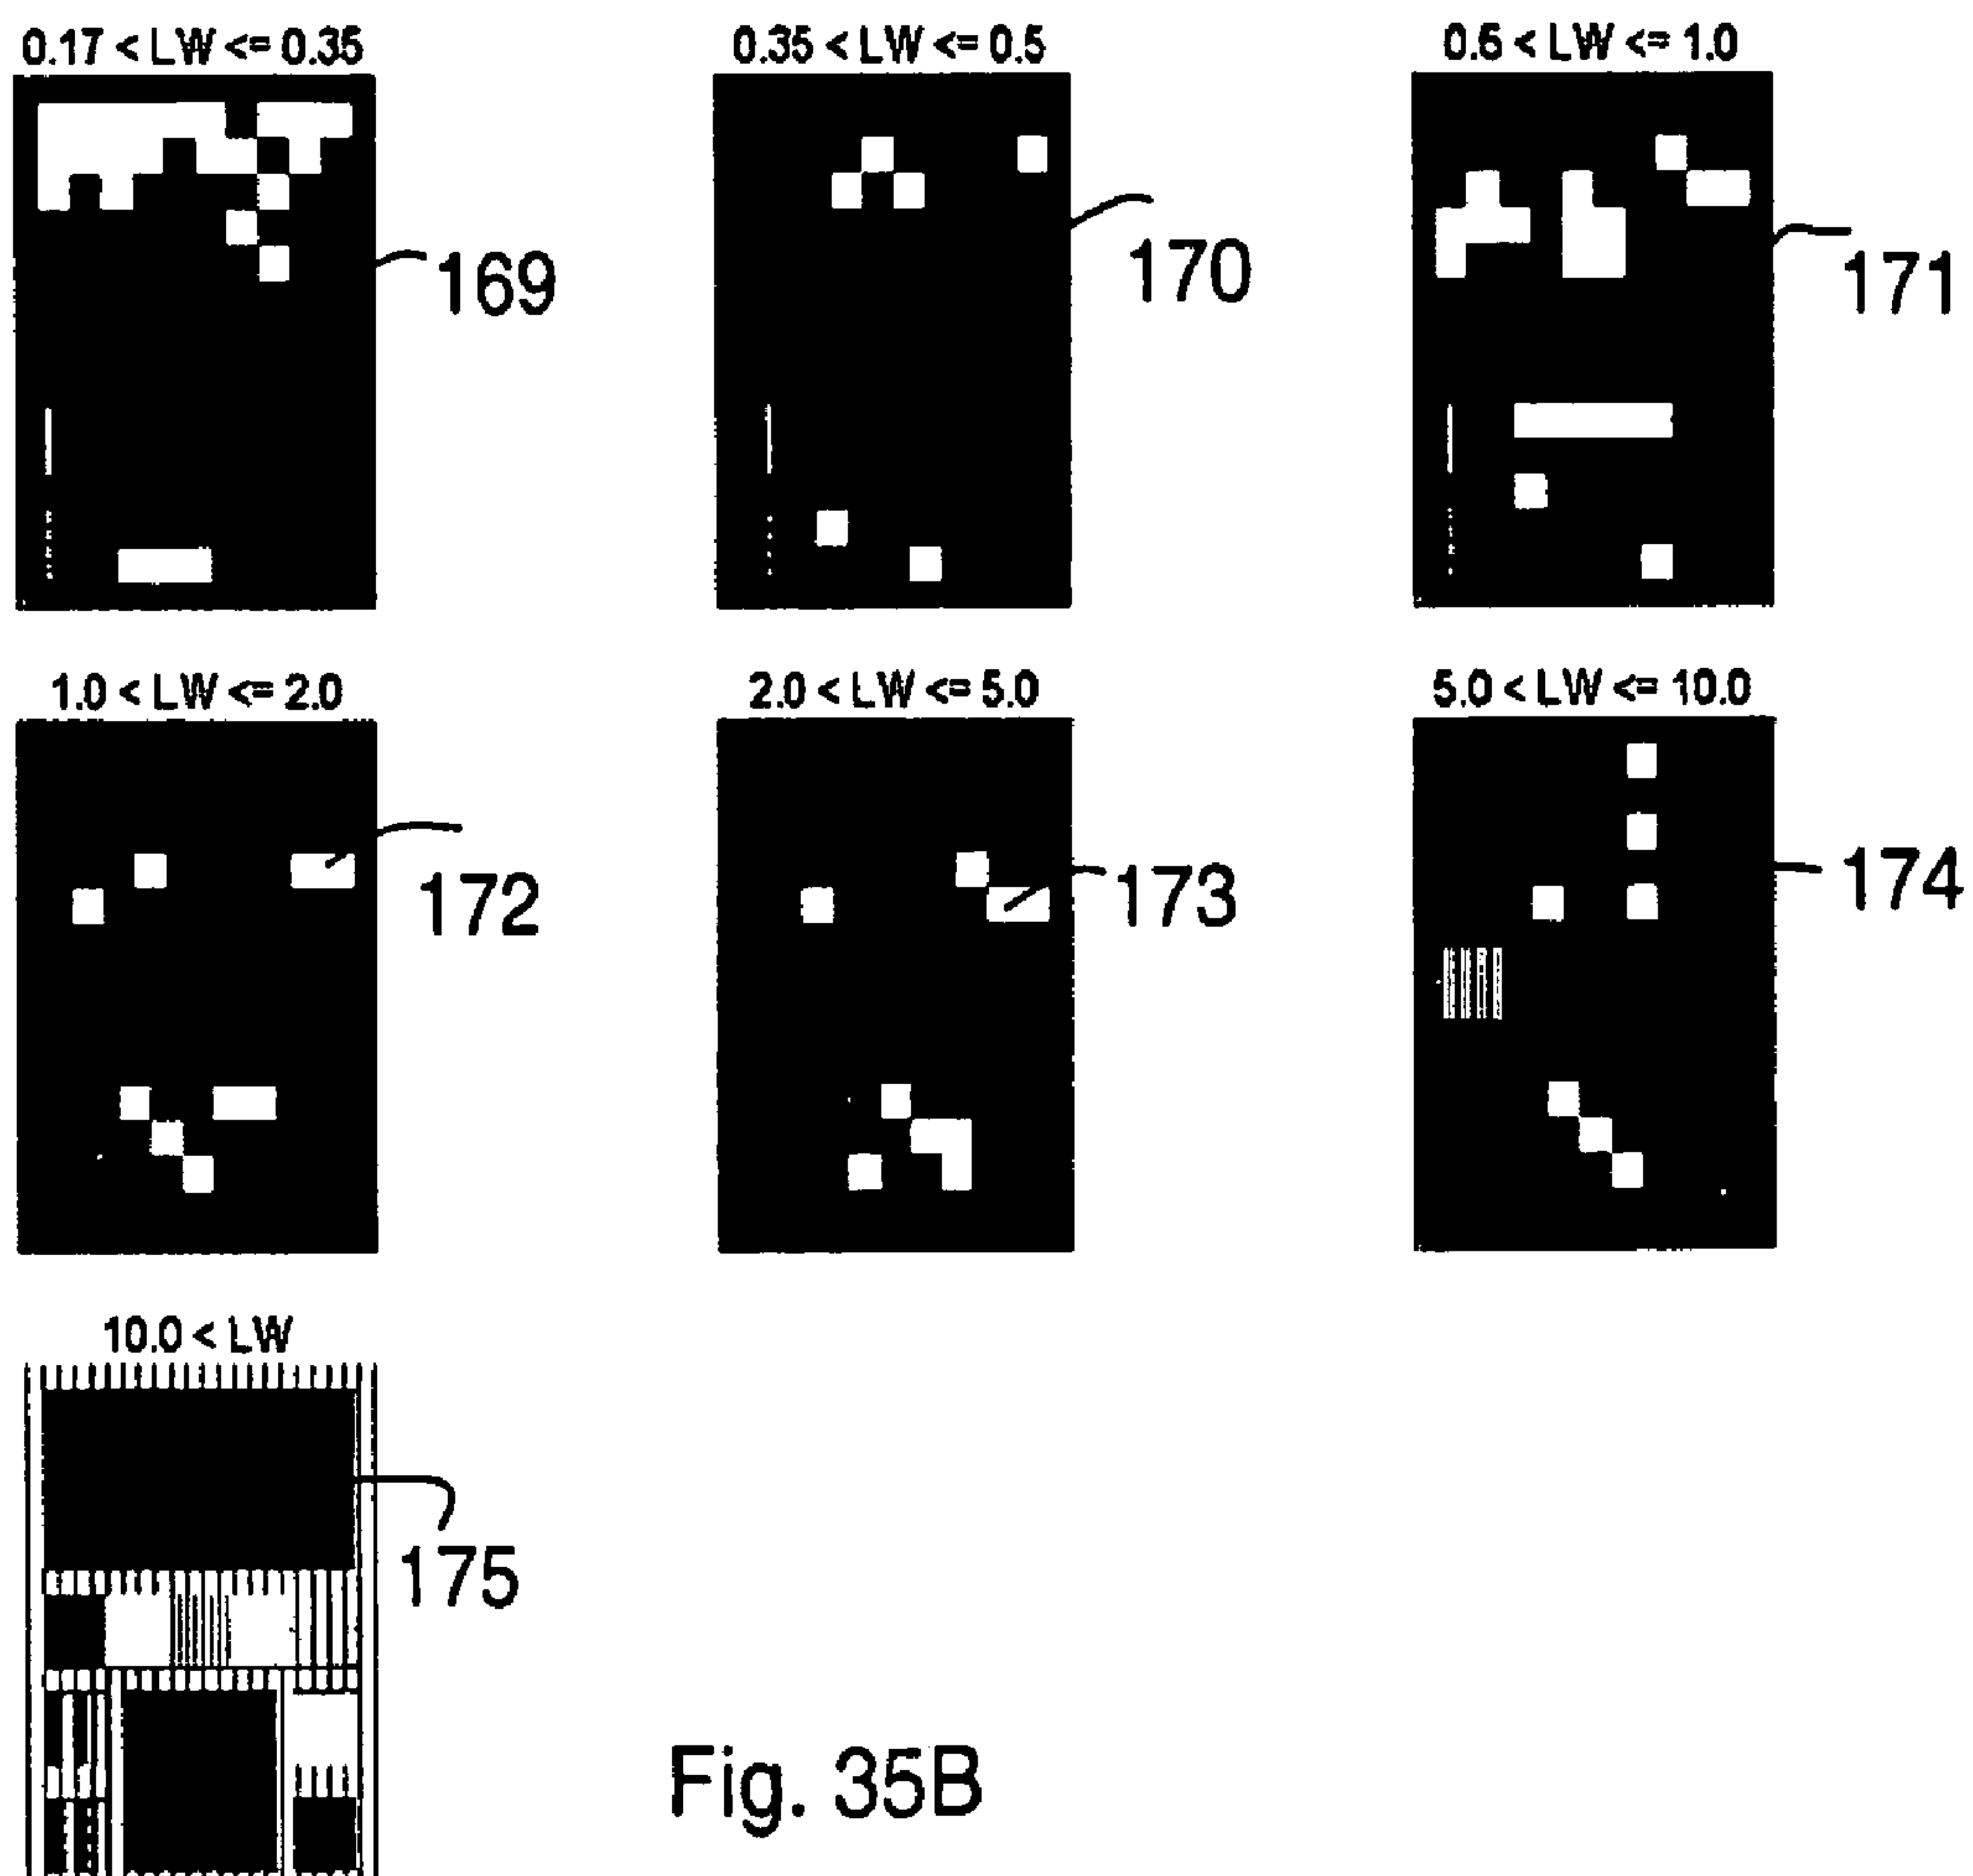 0.17 < LW <= 0.35
0.35 < LW <= 0.5
0.5 < LW <= 1.0
169
170
171
1.0 < LW <= 2.0
2.0 < LW <= 5.0
5.0 < LW <= 10.0
172
173
174
10.0 < LW
175
Fig. 35B